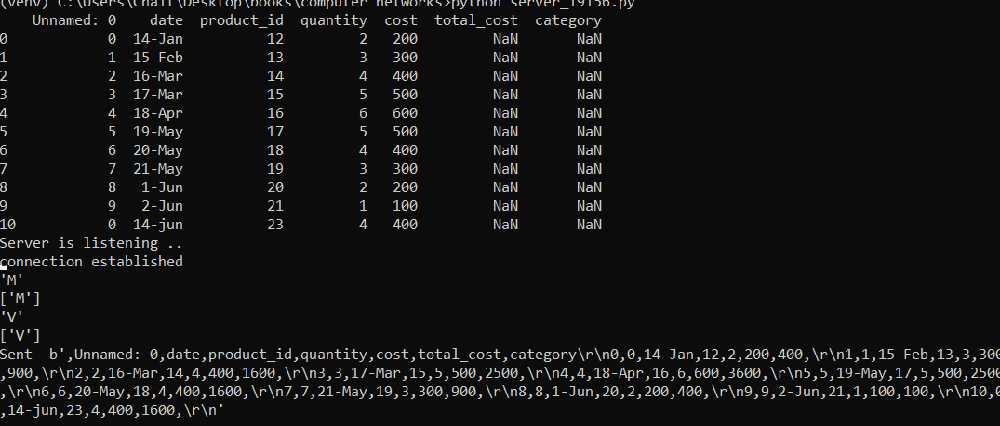 (venv) C:\Users\Chait\Desktop\books\computer networks>python server_19156.py
Unnamed: 0 date product_id quantity cost total_cost category
0 0 14-Jan 12 2 200 NaN NaN
1 1 15-Feb 13 3 300 NaN NaN
2 2 16-Mar 14 4 400 NaN NaN
3 3 17-Mar 15 5 500 NaN NaN
4 4 18-Apr 16 6 600 NaN NaN
5 5 19-May 17 5 500 NaN NaN
6 6 20-May 18 4 400 NaN NaN
7 7 21-May 19 3 300 NaN NaN
8 8 1-Jun 20 2 200 NaN NaN
9 9 2-Jun 21 1 100 NaN NaN
10 0 14-jun 23 4 400 NaN NaN
Server is listening ..
connection established
'M'
['M']
'V'
['V']
Sent  b',Unnamed: 0,date,product_id,quantity,cost,total_cost,category\r\n0,0,14-Jan,12,2,200,400,\r\n1,1,15-Feb,13,3,300
,900,\r\n2,2,16-Mar,14,4,400,1600,\r\n3,3,17-Mar,15,5,500,2500,\r\n4,4,18-Apr,16,6,600,3600,\r\n5,5,19-May,17,5,500,2500
,\r\n6,6,20-May,18,4,400,1600,\r\n7,7,21-May,19,3,300,900,\r\n8,8,1-Jun,20,2,200,400,\r\n9,9,2-Jun,21,1,100,100,\r\n10,0
,14-jun,23,4,400,1600,\r\n'